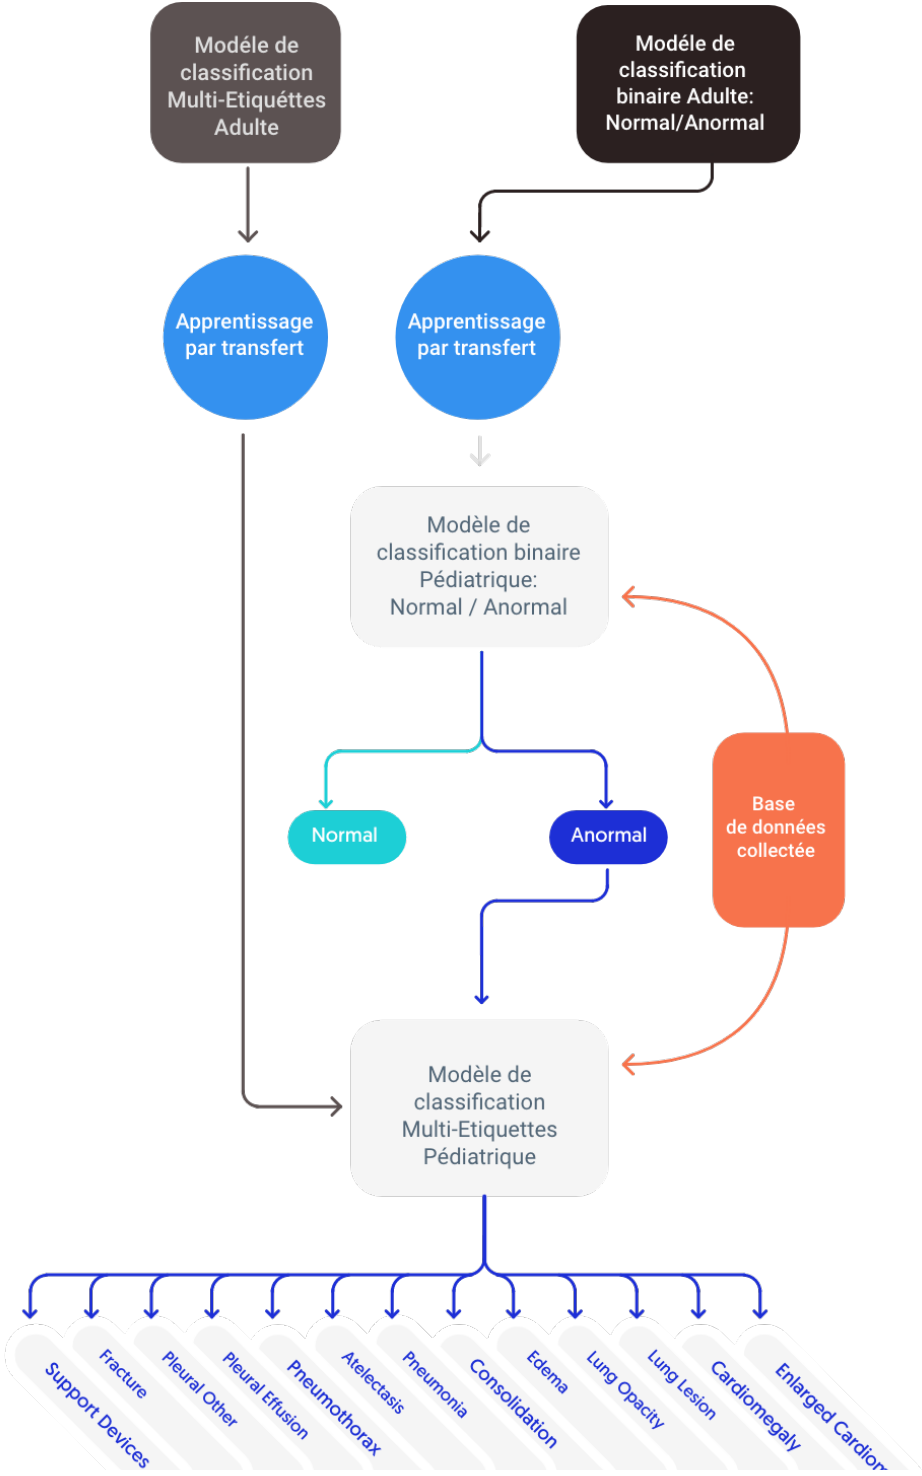 Modéle de
classification
Multi-Etiquéttes
Adulte
Modéle de
classification
binaire Adulte:
Normal/Anormal
Apprentissage
par transfert
Apprentissage
par transfert
Modèle de
classification binaire
Pédiatrique:
Normal / Anormal
Normal
Anormal
Base
de données
collectée
Modèle de
classification
Multi-Etiquettes
Pédiatrique
Support Devices
Fracture
Pleural Other
Pleural Effusion
Pneumothorax
Atelectasis
Pneumonia
Consolidation
Edema
Lung Opacity
Lung Lesion
Cardiomegaly
Enlarged Cardiom